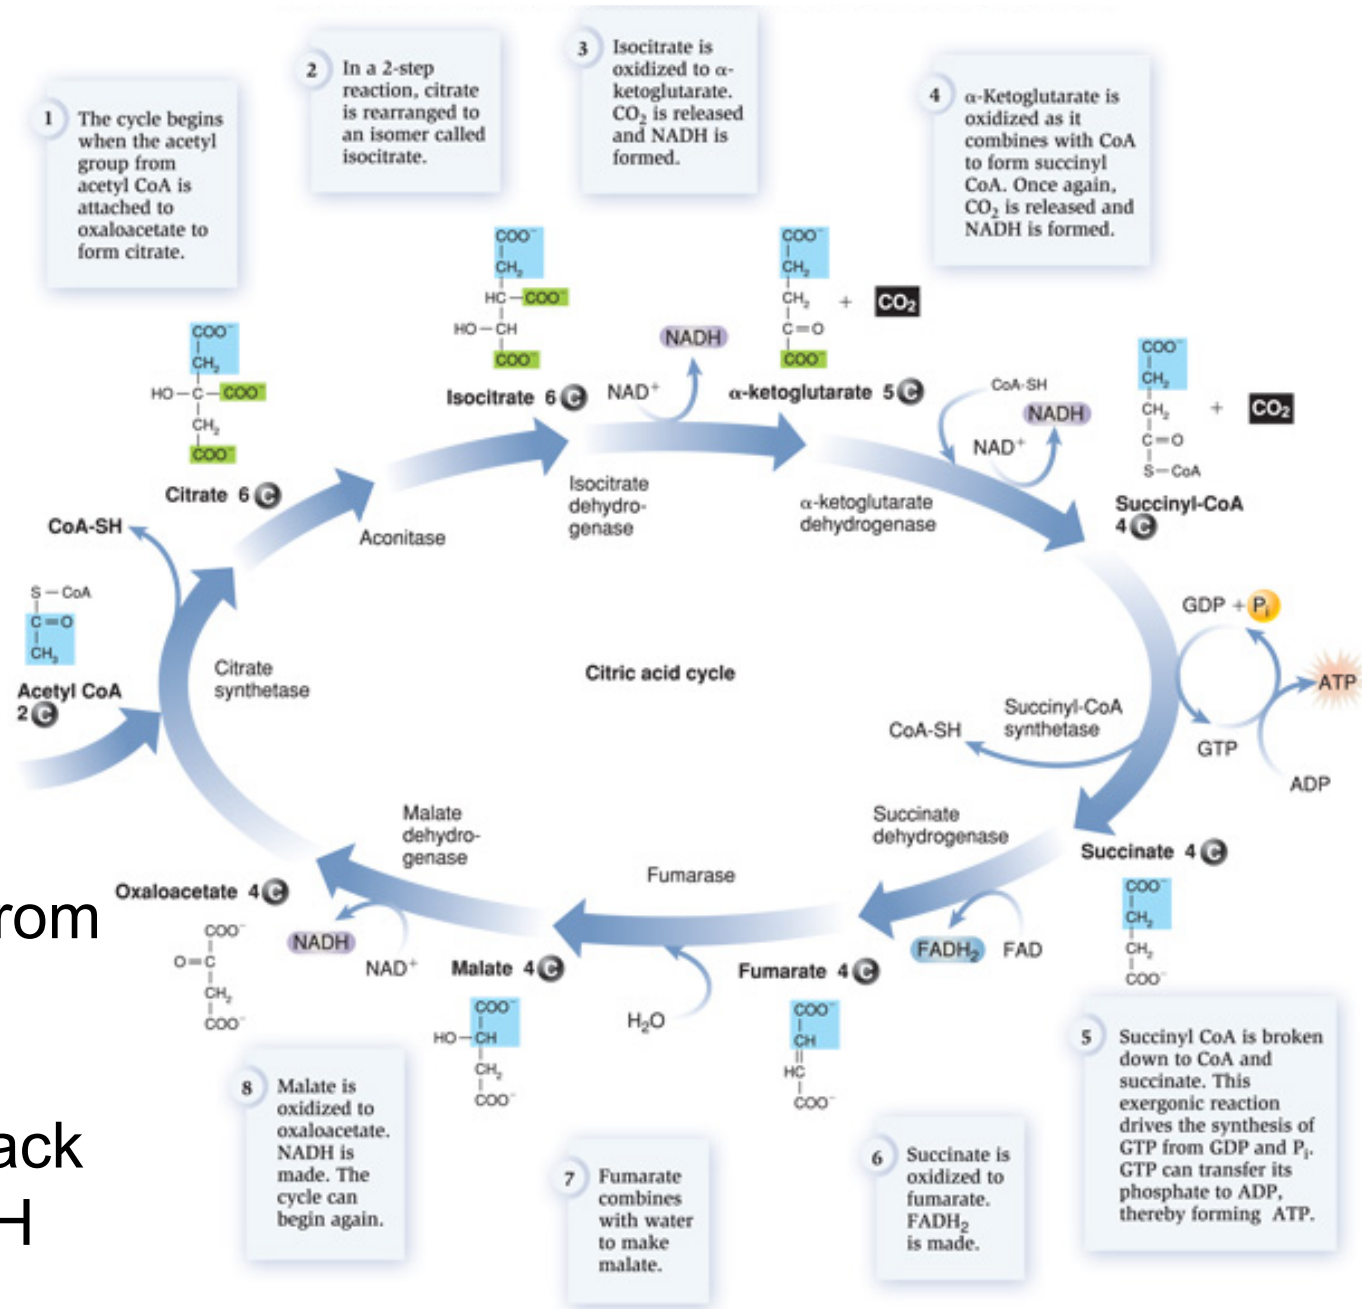 1
The cycle begins
when the acetyl
group from
acetyl CoA is
attached to
oxaloacetate to
form citrate.
2
In a 2-step
reaction, citrate
is rearranged to
an isomer called
isocitrate.
3
Isocitrate is
oxidized to α-
ketoglutarate.
CO₂ is released
and NADH is
formed.
4
α-Ketoglutarate is
oxidized as it
combines with CoA
to form succinyl
CoA. Once again,
CO₂ is released and
NADH is formed.
COO⁻
CH₂
HO—C—COO⁻
CH₂
COO⁻
Citrate 6 C
COO⁻
CH₂
HC—COO⁻
HO—CH
COO⁻
Isocitrate 6 C
NAD⁺
NADH
COO⁻
CH₂
CH₂
C=O
COO⁻
+ CO₂
α-ketoglutarate 5 C
CoA-SH
NADH
NAD⁺
COO⁻
CH₂
CH₂
C=O
S—CoA
+ CO₂
Succinyl-CoA
4 C
Aconitase
Isocitrate
dehydro-
genase
α-ketoglutarate
dehydrogenase
CoA-SH
S—CoA
C=O
CH₃
Acetyl CoA
2 C
Citrate
synthetase
Citric acid cycle
GDP + Pᵢ
ATP
GTP
ADP
Succinyl-CoA
synthetase
CoA-SH
Succinate 4 C
COO⁻
CH₂
CH₂
COO⁻
Succinate
dehydrogenase
FADH₂
FAD
Fumarate 4 C
COO⁻
CH
HC
COO⁻
Fumarase
H₂O
Malate 4 C
COO⁻
HO—CH
CH₂
COO⁻
Malate
dehydro-
genase
NADH
NAD⁺
Oxaloacetate 4 C
COO⁻
O=C
CH₂
COO⁻
rom
ack
H
5
Succinyl CoA is broken
down to CoA and
succinate. This
exergonic reaction
drives the synthesis of
GTP from GDP and Pᵢ.
GTP can transfer its
phosphate to ADP,
thereby forming ATP.
6
Succinate is
oxidized to
fumarate.
FADH₂
is made.
7
Fumarate
combines
with water
to make
malate.
8
Malate is
oxidized to
oxaloacetate.
NADH is
made. The
cycle can
begin again.